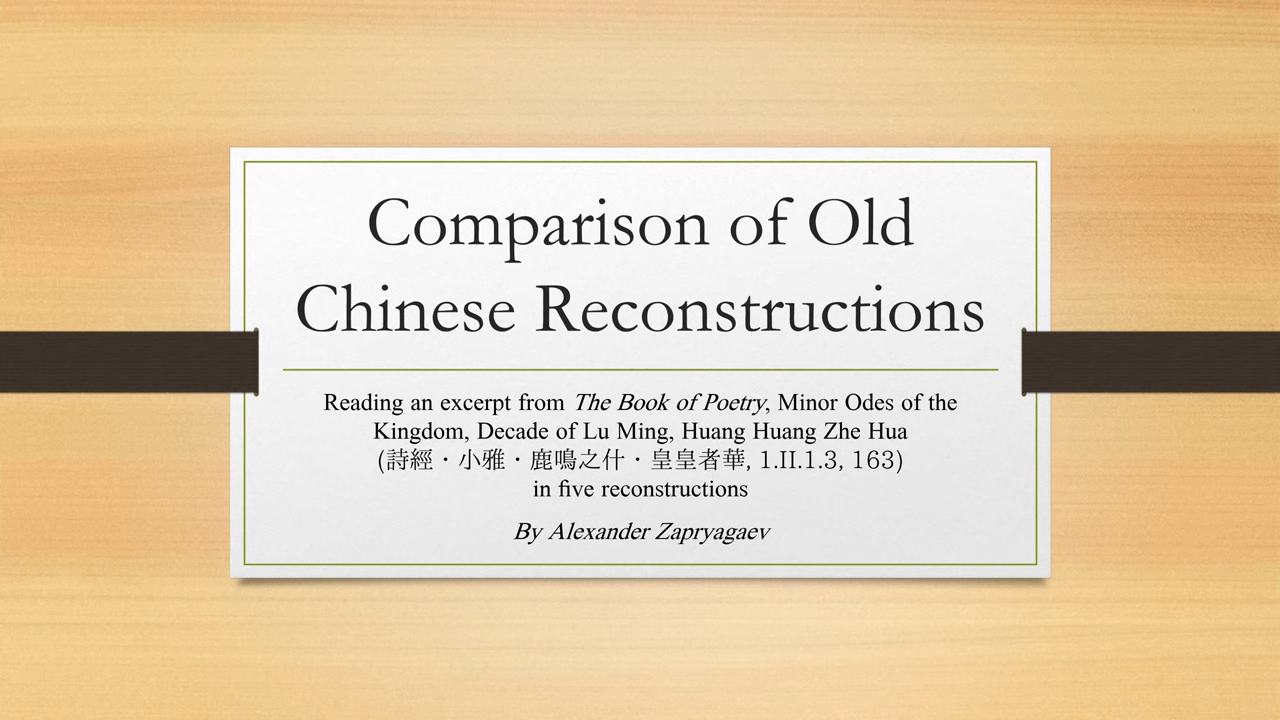 Comparison of Old
Chinese Reconstructions
Reading an excerpt from The Book of Poetry, Minor Odes of the
Kingdom, Decade of Lu Ming, Huang Huang Zhe Hua
(詩經・小雅・鹿鳴之什・皇皇者華, 1.II.1.3, 163)
in five reconstructions
By Alexander Zapryagaev